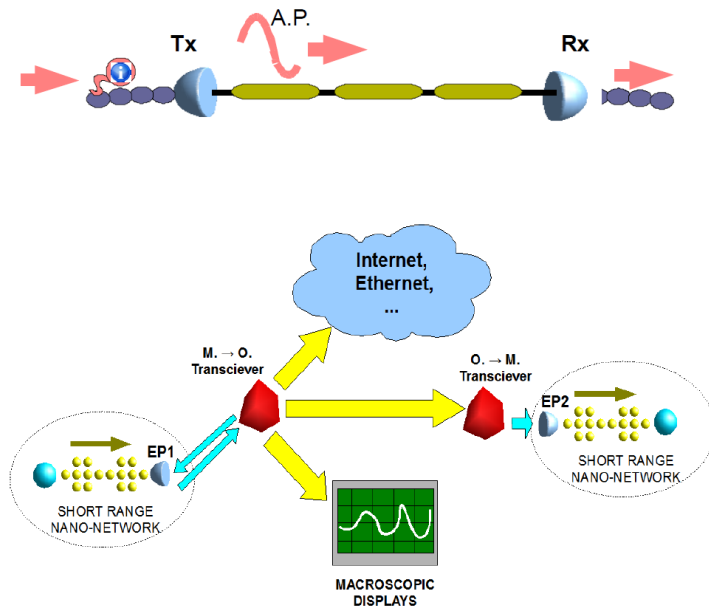 A.P.
Tx
Rx
i
Internet,
Ethernet,
...
M. → O.
Transciever
O. → M.
Transciever
EP1
EP2
SHORT RANGE
NANO-NETWORK
SHORT RANGE
NANO-NETWORK
MACROSCOPIC
DISPLAYS